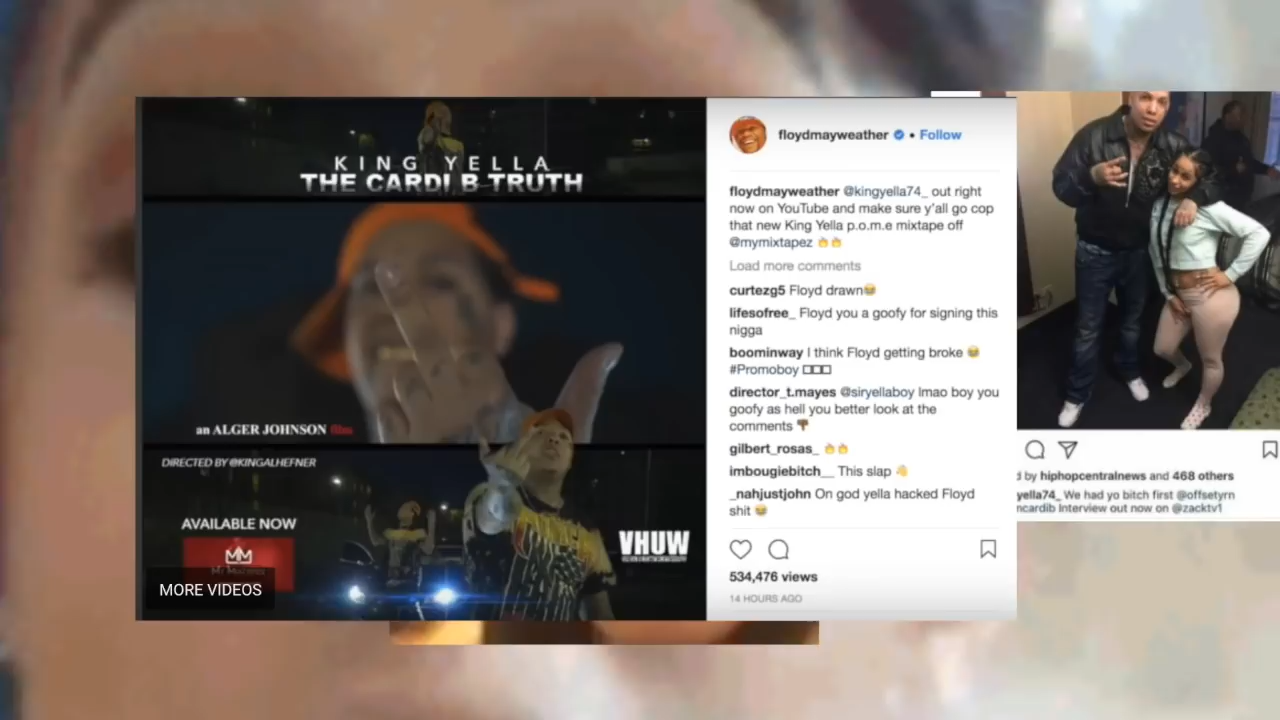 KING YELLA
THE CARDI B TRUTH
an ALGER JOHNSON film
DIRECTED BY @KINGALHEFNER
AVAILABLE NOW
MORE VIDEOS
VHUW
floydmayweather • Follow
floydmayweather @kingyella74_ out right
now on YouTube and make sure y'all go cop
that new King Yella p.o.m.e mixtape off
@mymixtapez 🔥🔥
Load more comments
curtezg5 Floyd drawn😂
lifesofree_ Floyd you a goofy for signing this
nigga
boominway I think Floyd getting broke 😂
#Promoboy □□□
director_t.mayes @siryellaboy lmao boy you
goofy as hell you better look at the
comments 👎🏿
gilbert_rosas_ 🔥🔥
imbougiebitch__ This slap 👏
_nahjustjohn On god yella hacked Floyd
shit 😂
534,476 views
14 HOURS AGO
d by hiphopcentralnews and 468 others
yella74_ We had yo bitch first @offsetyrn
ncardib Interview out now on @zacktv1